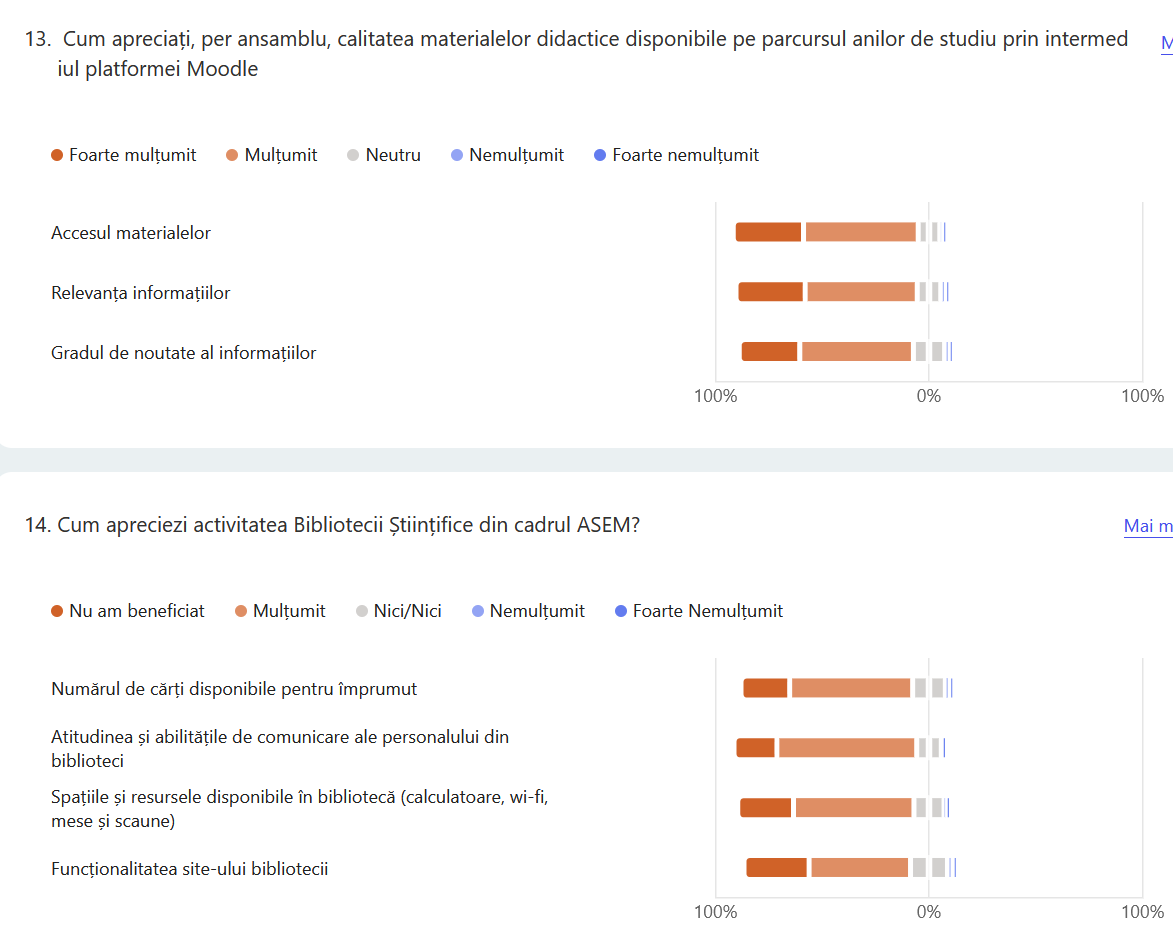 13. Cum apreciați, per ansamblu, calitatea materialelor didactice disponibile pe parcursul anilor de studiu prin intermed
iul platformei Moodle
M
Foarte mulțumit Mulțumit Neutru Nemulțumit Foarte nemulțumit
Accesul materialelor
Relevanța informațiilor
Gradul de noutate al informațiilor
100% 0% 100%
14. Cum apreciezi activitatea Bibliotecii Științifice din cadrul ASEM?
Mai m
Nu am beneficiat Mulțumit Nici/Nici Nemulțumit Foarte Nemulțumit
Numărul de cărți disponibile pentru împrumut
Atitudinea și abilitățile de comunicare ale personalului din
biblioteci
Spațiile și resursele disponibile în bibliotecă (calculatoare, wi-fi,
mese și scaune)
Funcționalitatea site-ului bibliotecii
100% 0% 100%